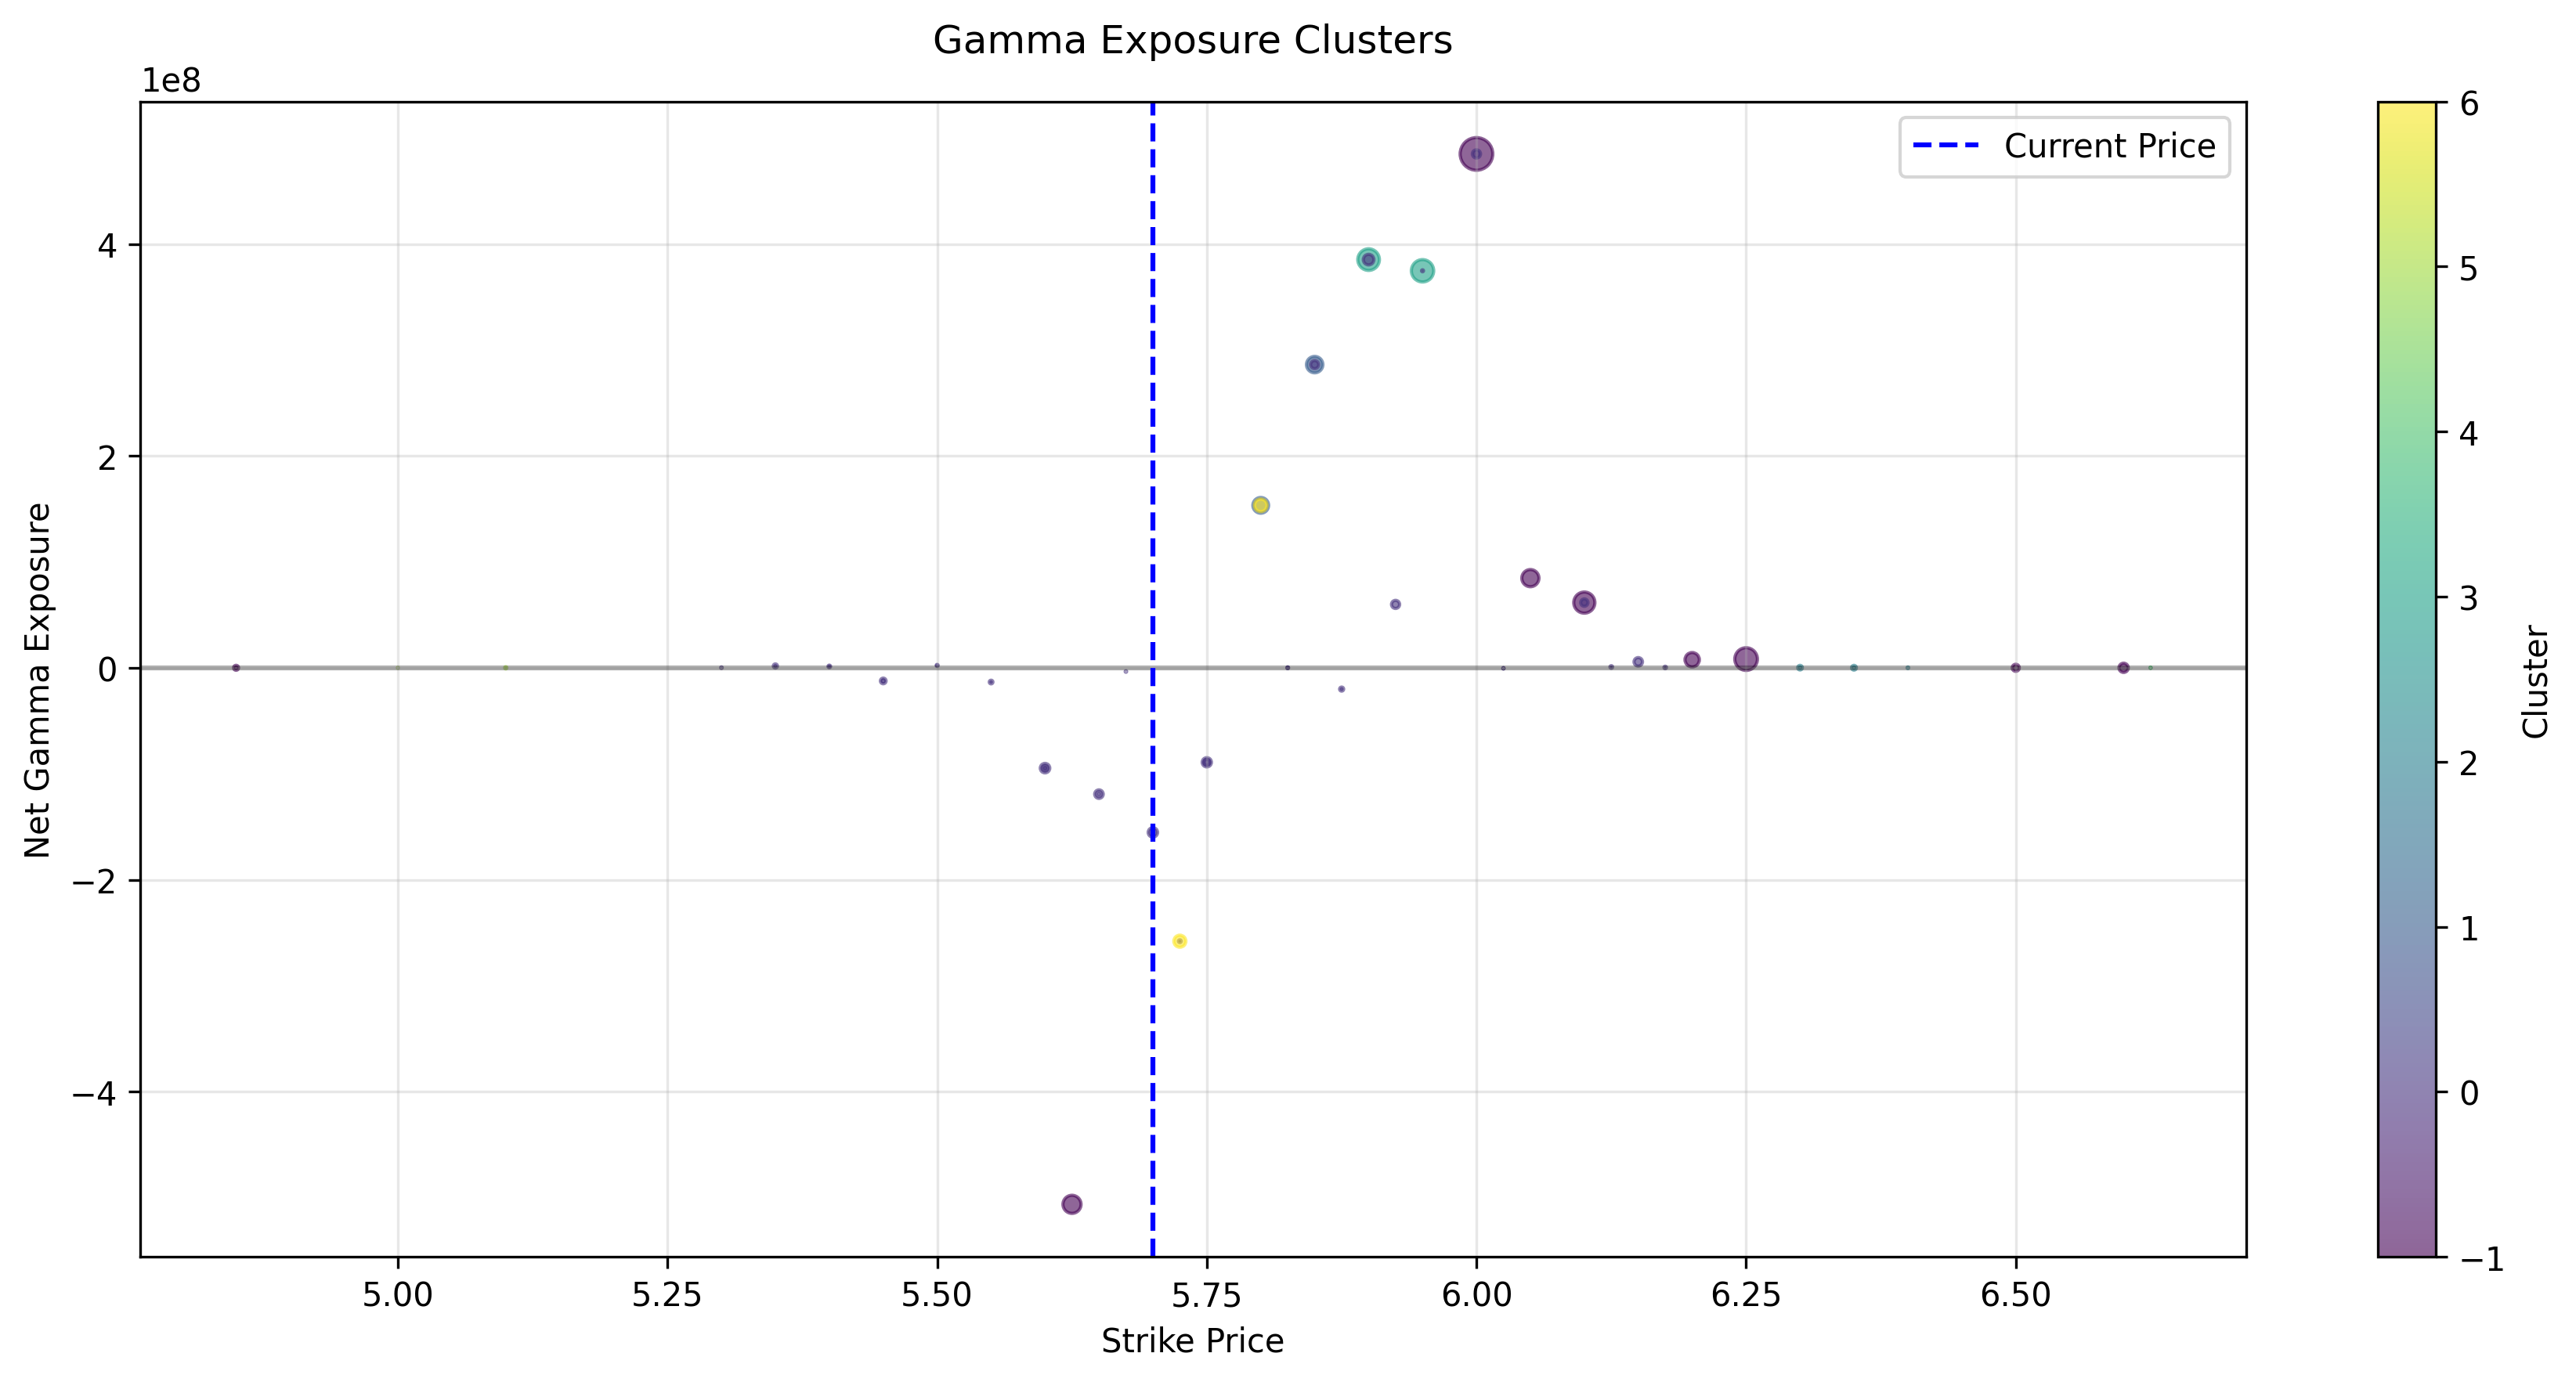 Gamma Exposure Clusters
1e8
Current Price
4
2
0
−2
−4
Net Gamma Exposure
5.00 5.25 5.50 5.75 6.00 6.25 6.50
Strike Price
6
5
4
3
2
1
0
−1
Cluster